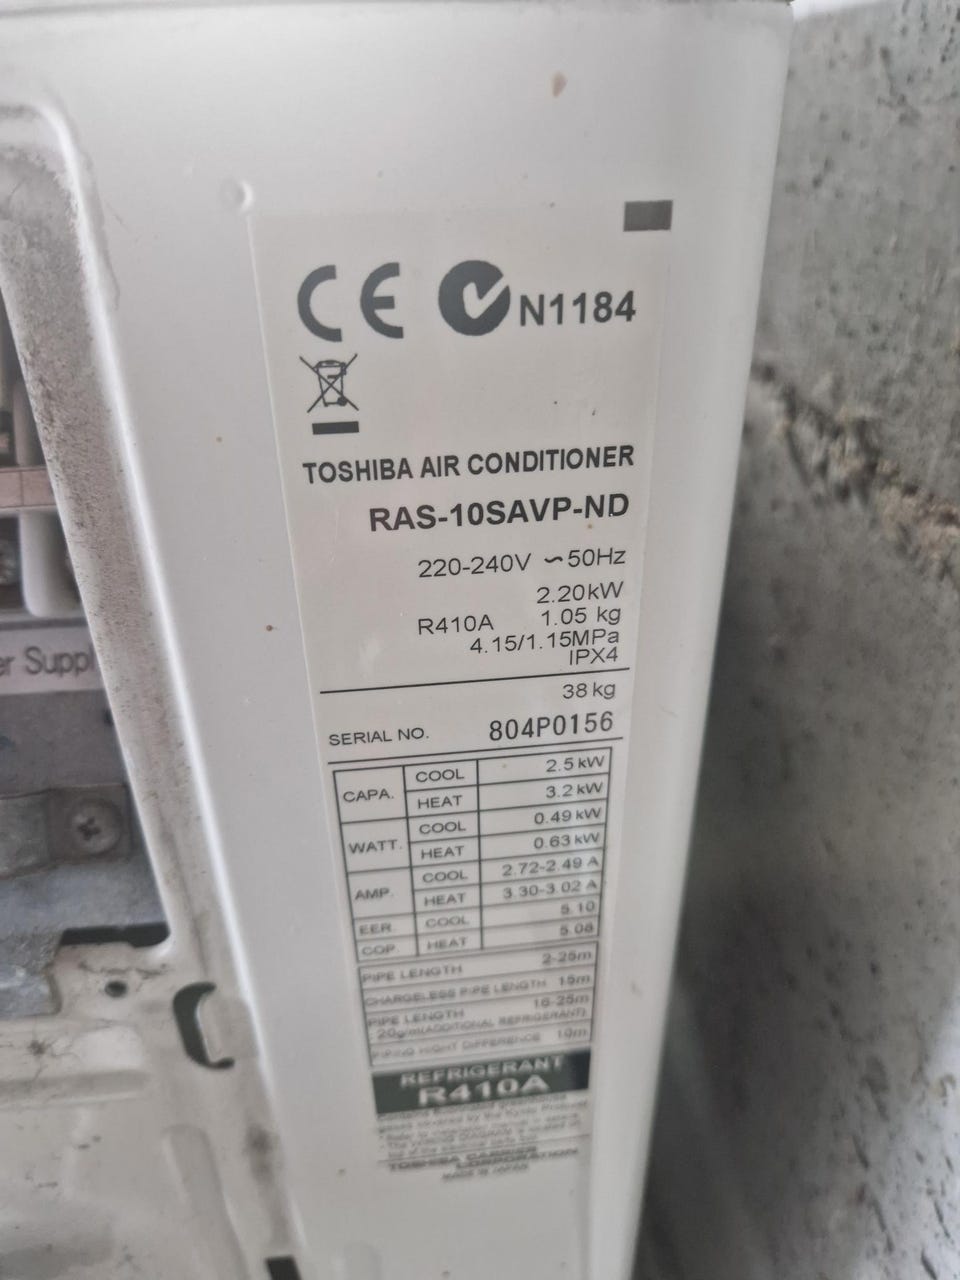 CE N1184
TOSHIBA AIR CONDITIONER
RAS-10SAVP-ND
220-240V ~50Hz
2.20kW
R410A 1.05 kg
4.15/1.15MPa
IPX4
38 kg
SERIAL NO. 804P0156
CAPA. COOL 2.5 kW
HEAT 3.2 kW
WATT. COOL 0.49 kW
HEAT 0.63 kW
AMP. COOL 2.72-2.49 A
HEAT 3.30-3.02 A
EER. COOL 5.10
COP. HEAT 5.08
PIPE LENGTH 2-25m
CHARGELESS PIPE LENGTH 15m
PIPE LENGTH 16-25m
: 20g/m(ADDITIONAL REFRIGERANT)
PIPING HIGHT DIFFERENCE 10m
REFRIGERANT
R410A
TOSHIBA CARRIER
CORPORATION
MADE IN JAPAN
er Suppl